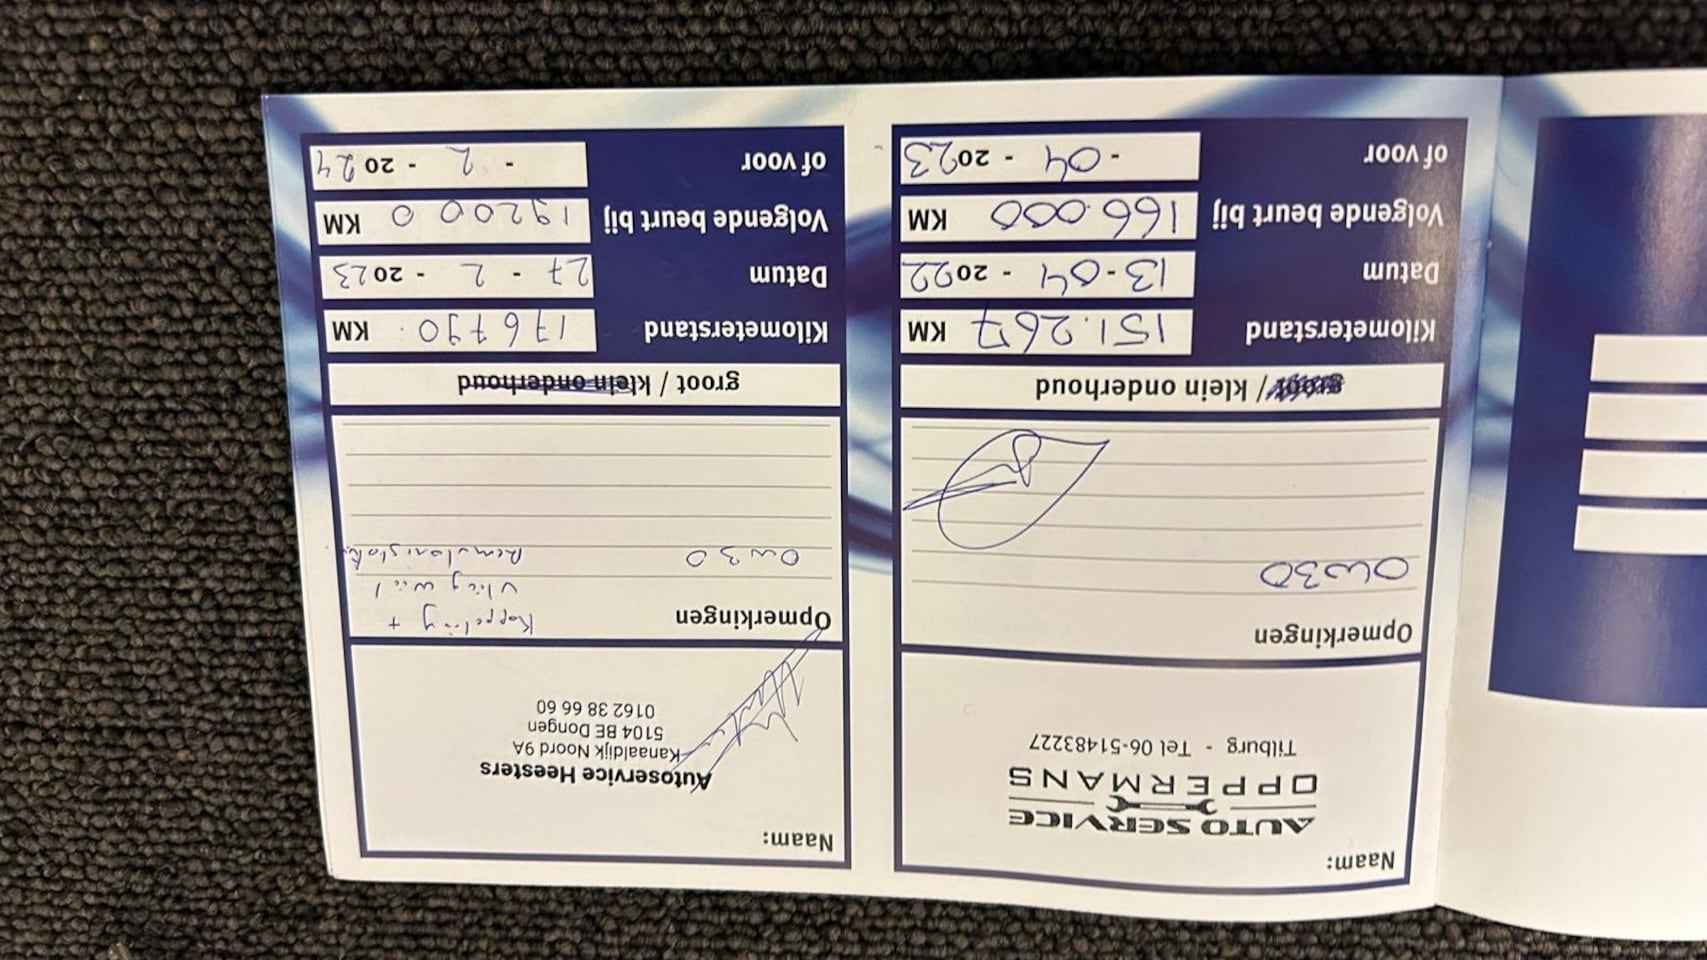 Naam:
AUTO SERVICE
OPPERMANS
Tilburg - Tel 06-51483227
Opmerkingen
0W30
groot / klein onderhoud
Kilometerstand 151.267 KM
Datum 13-04 - 2022
Volgende beurt bij 166.000 KM
of voor - 04 - 2023
Naam:
Autoservice Heesters
Kanaaldijk Noord 9A
5104 BE Dongen
0162 38 66 60
Opmerkingen Koppeling +
vliegwiel
0w30
groot / klein onderhoud
Kilometerstand 176790 KM
Datum 27 - 2 - 2023
Volgende beurt bij 192000 KM
of voor - 2 - 2024